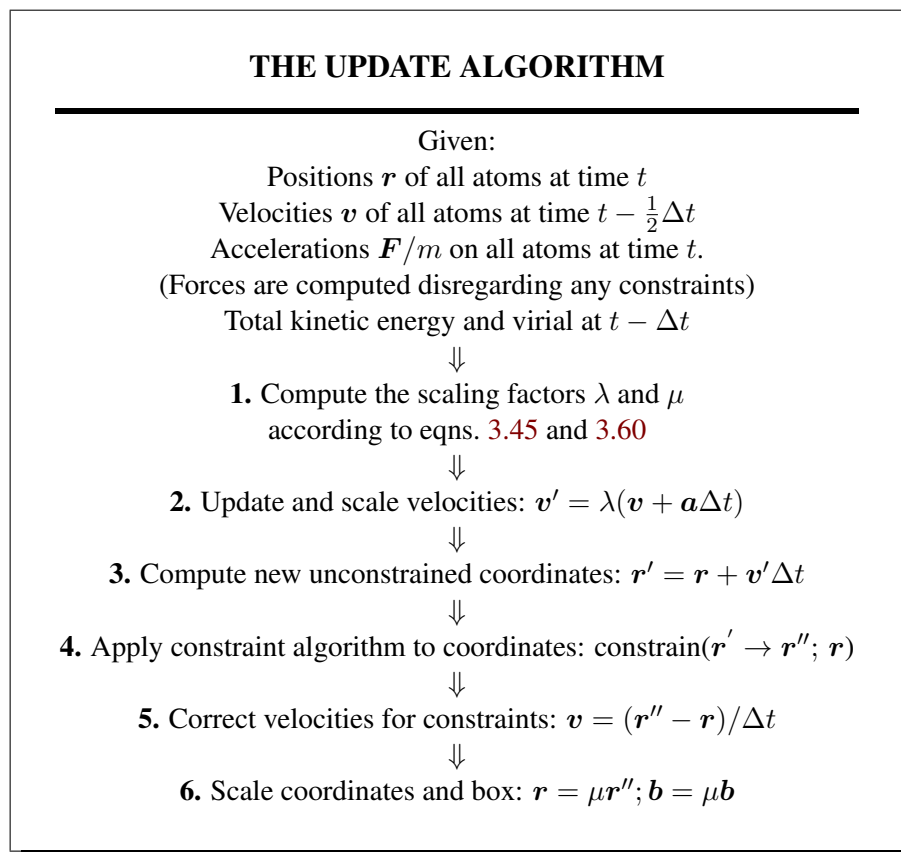 THE UPDATE ALGORITHM
Given:
Positions r of all atoms at time t
Velocities v of all atoms at time t − ½Δt
Accelerations F/m on all atoms at time t.
(Forces are computed disregarding any constraints)
Total kinetic energy and virial at t − Δt
⇓
1. Compute the scaling factors λ and μ
according to eqns. 3.45 and 3.60
⇓
2. Update and scale velocities: v′ = λ(v + aΔt)
⇓
3. Compute new unconstrained coordinates: r′ = r + v′Δt
⇓
4. Apply constraint algorithm to coordinates: constrain(r′ → r″; r)
⇓
5. Correct velocities for constraints: v = (r″ − r)/Δt
⇓
6. Scale coordinates and box: r = μr″; b = μb